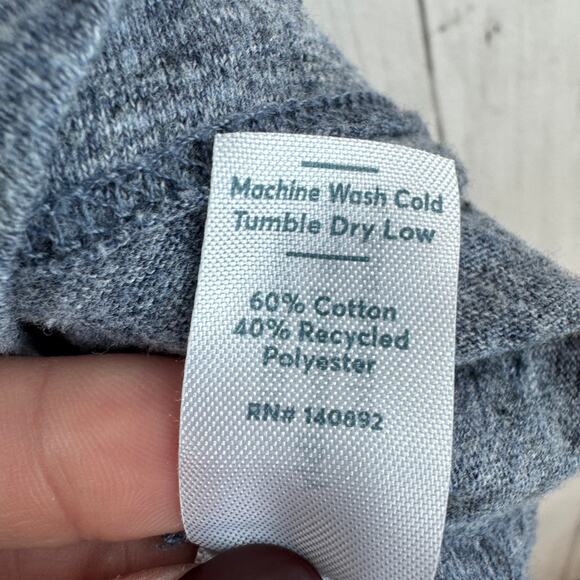 Machine Wash Cold
Tumble Dry Low
60% Cotton
40% Recycled
Polyester
RN# 140892